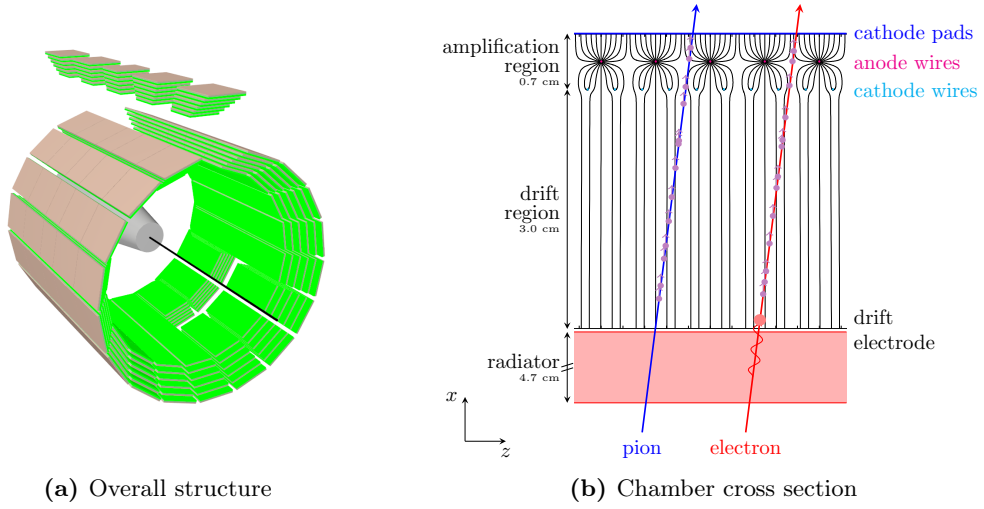 amplification
region
0.7 cm
cathode pads
anode wires
cathode wires
drift
region
3.0 cm
drift
electrode
radiator
4.7 cm
x
z
pion
electron
(a) Overall structure
(b) Chamber cross section